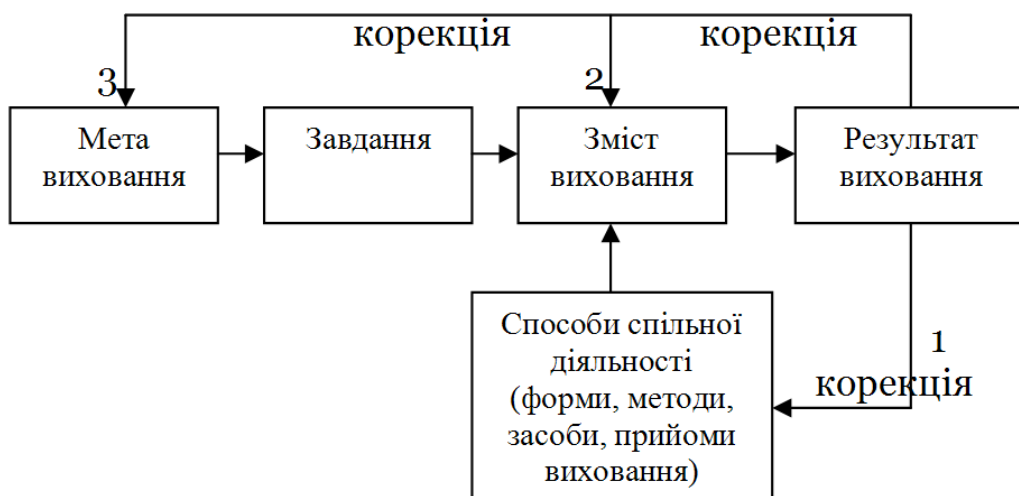 корекція
корекція
3
2
Мета
виховання
Завдання
Зміст
виховання
Результат
виховання
Способи спільної
діяльності
(форми, методи,
засоби, прийоми
виховання)
1
корекція